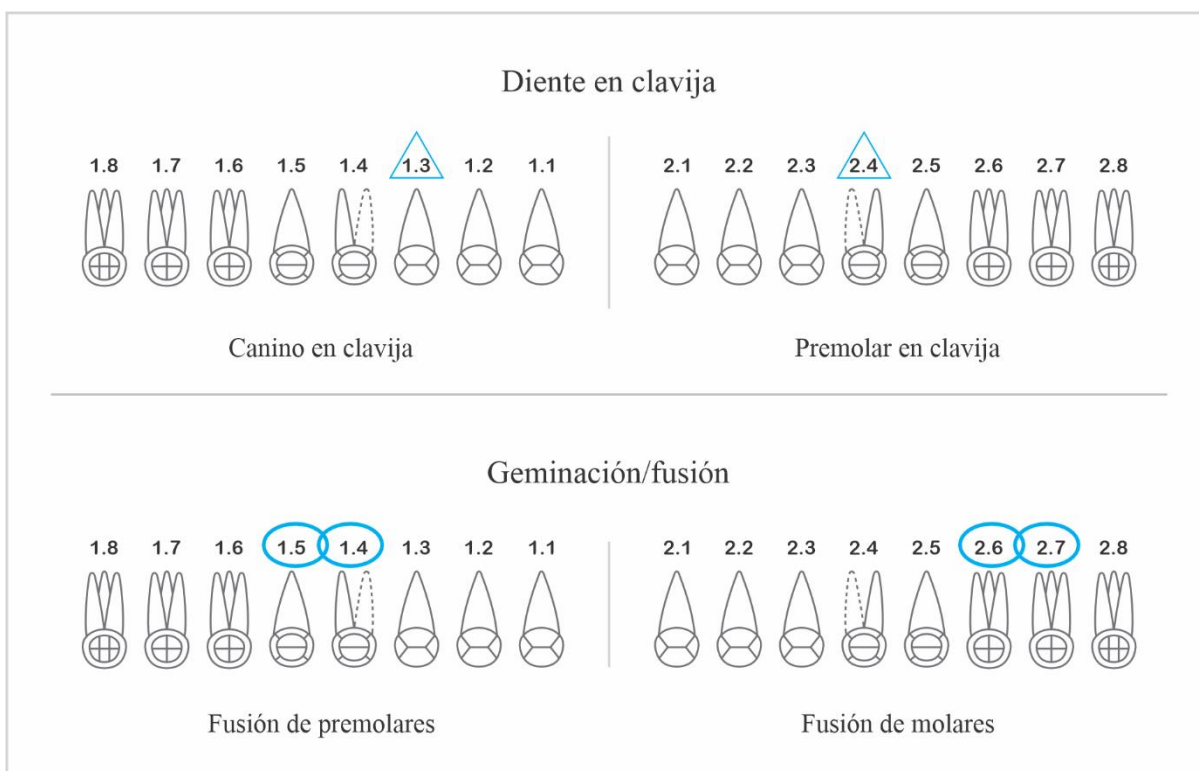 Diente en clavija
1.8 1.7 1.6 1.5 1.4 1.3 1.2 1.1 2.1 2.2 2.3 2.4 2.5 2.6 2.7 2.8
Canino en clavija Premolar en clavija
Geminación/fusión
1.8 1.7 1.6 1.5 1.4 1.3 1.2 1.1 2.1 2.2 2.3 2.4 2.5 2.6 2.7 2.8
Fusión de premolares Fusión de molares